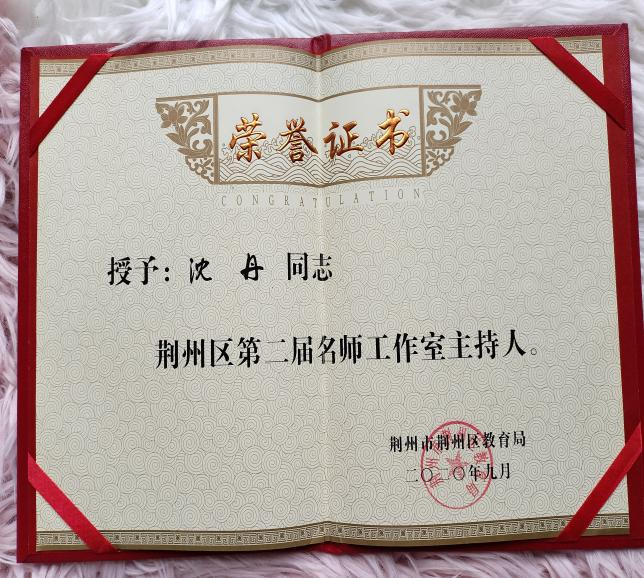 荣誉证书
CONGRATULATION
授予：沈 丹 同志
荆州区第二届名师工作室主持人。
荆州市荆州区教育局
二〇二〇年九月